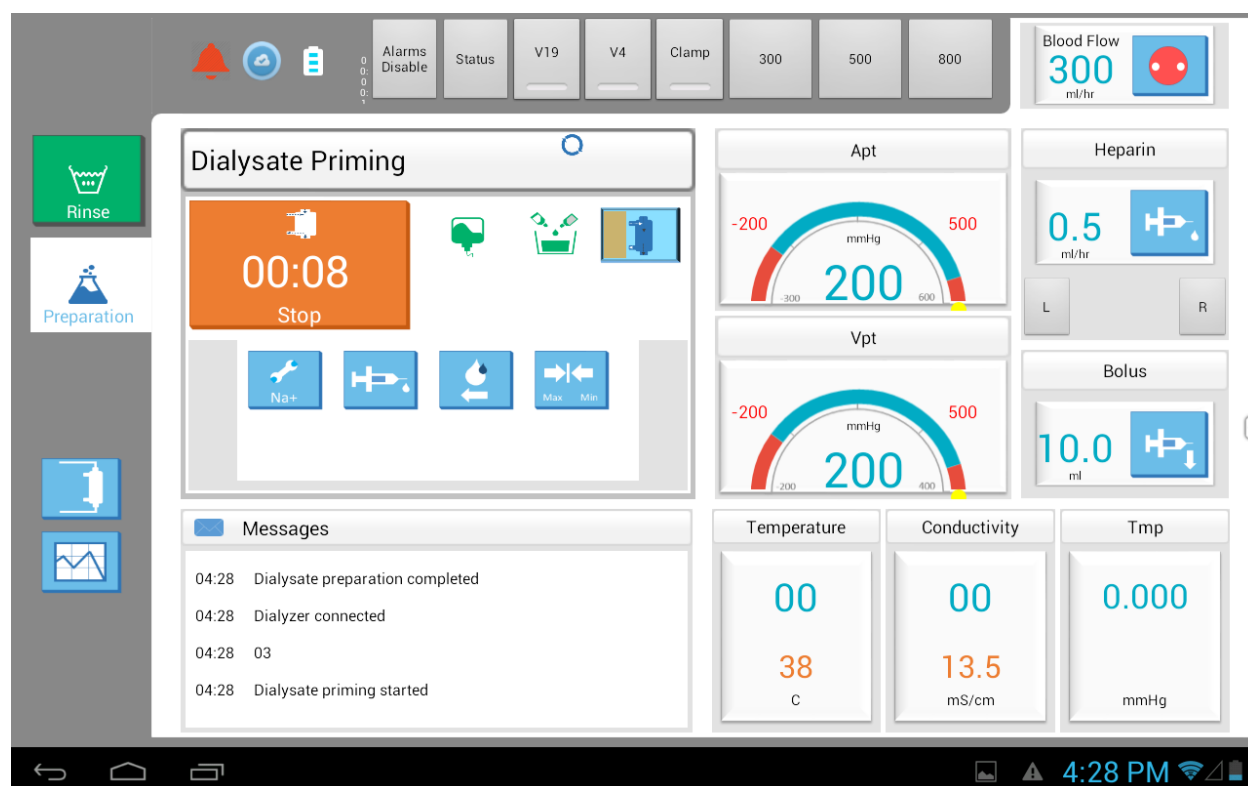 0
0:
0
0:
Alarms
Disable
Status
V19
V4
Clamp
300
500
800
Blood Flow
300
ml/hr
Rinse
Preparation
Dialysate Priming
00:08
Stop
Na+
Max Min
Apt
-200
500
mmHg
-300
200
600
Vpt
-200
500
mmHg
-200
200
400
Heparin
0.5
ml/hr
L
R
Bolus
10.0
ml
Messages
04:28 Dialysate preparation completed
04:28 Dialyzer connected
04:28 03
04:28 Dialysate priming started
Temperature
00
38
C
Conductivity
00
13.5
mS/cm
Tmp
0.000
mmHg
4:28 PM